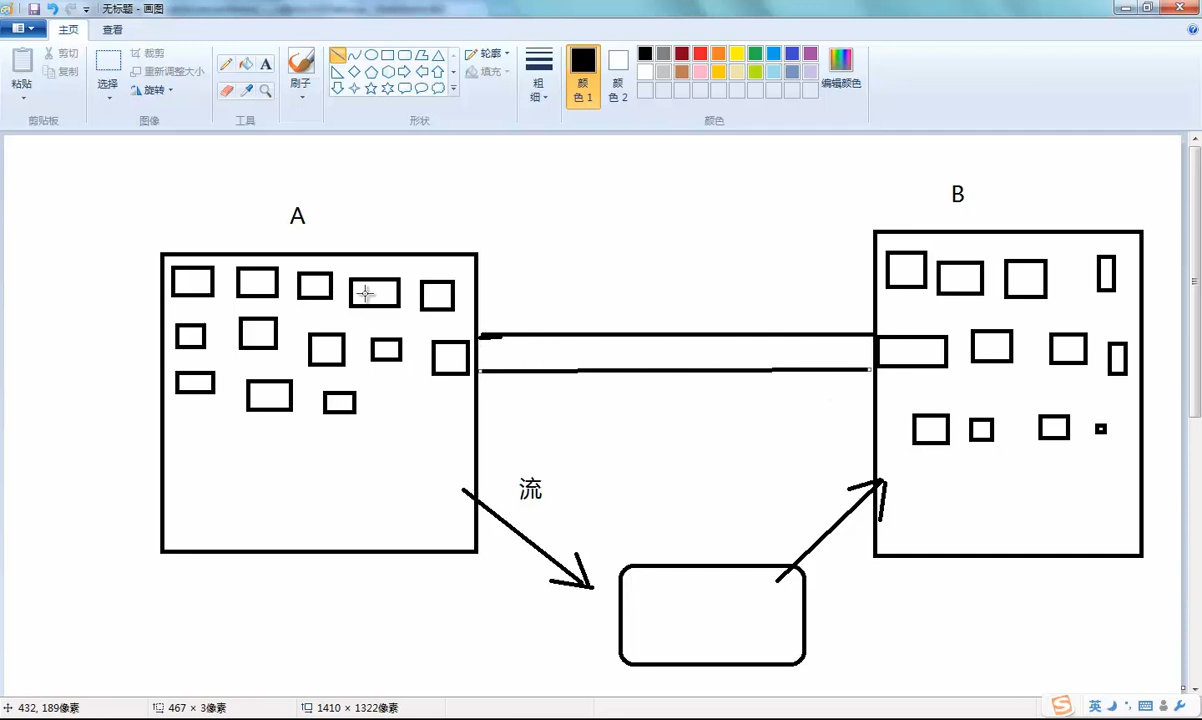 无标题 - 画图
主页
查看
剪切
裁剪
轮廓
复制
重新调整大小
填充
粘贴
选择
旋转
A
刷子
粗细
颜色 1
颜色 2
编辑颜色
剪贴板
图像
工具
形状
颜色
B
A
流
432, 189像素
467 × 3像素
1410 × 1322像素
英